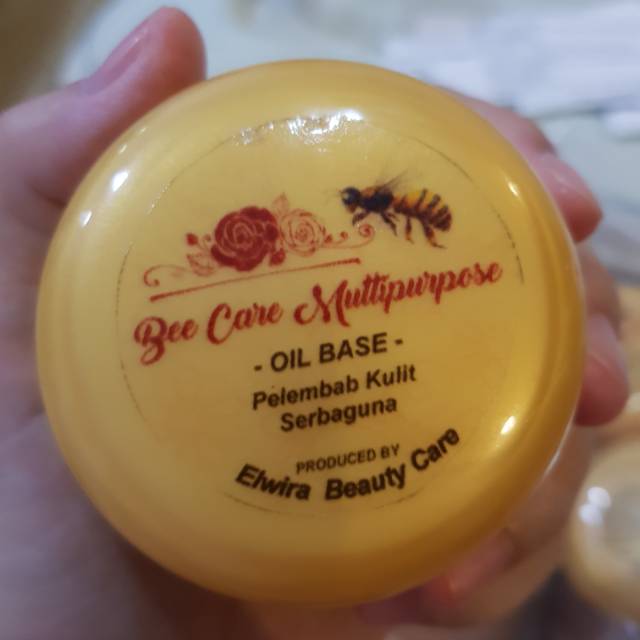 Bee Care Multipurpose
- OIL BASE -
Pelembab Kulit
Serbaguna
PRODUCED BY
Elwira Beauty Care